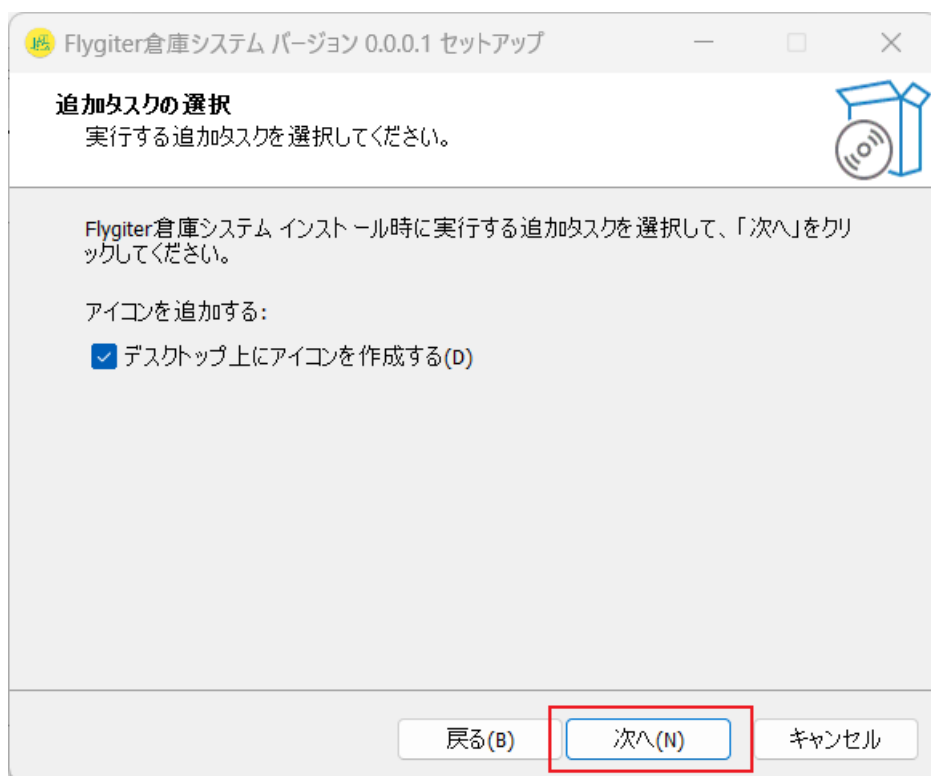 Flygiter倉庫システム バージョン 0.0.0.1 セットアップ
追加タスクの選択
実行する追加タスクを選択してください。
Flygiter倉庫システム インストール時に実行する追加タスクを選択して、「次へ」をクリ
ックしてください。
アイコンを追加する:
デスクトップ上にアイコンを作成する(D)
戻る(B)
次へ(N)
キャンセル